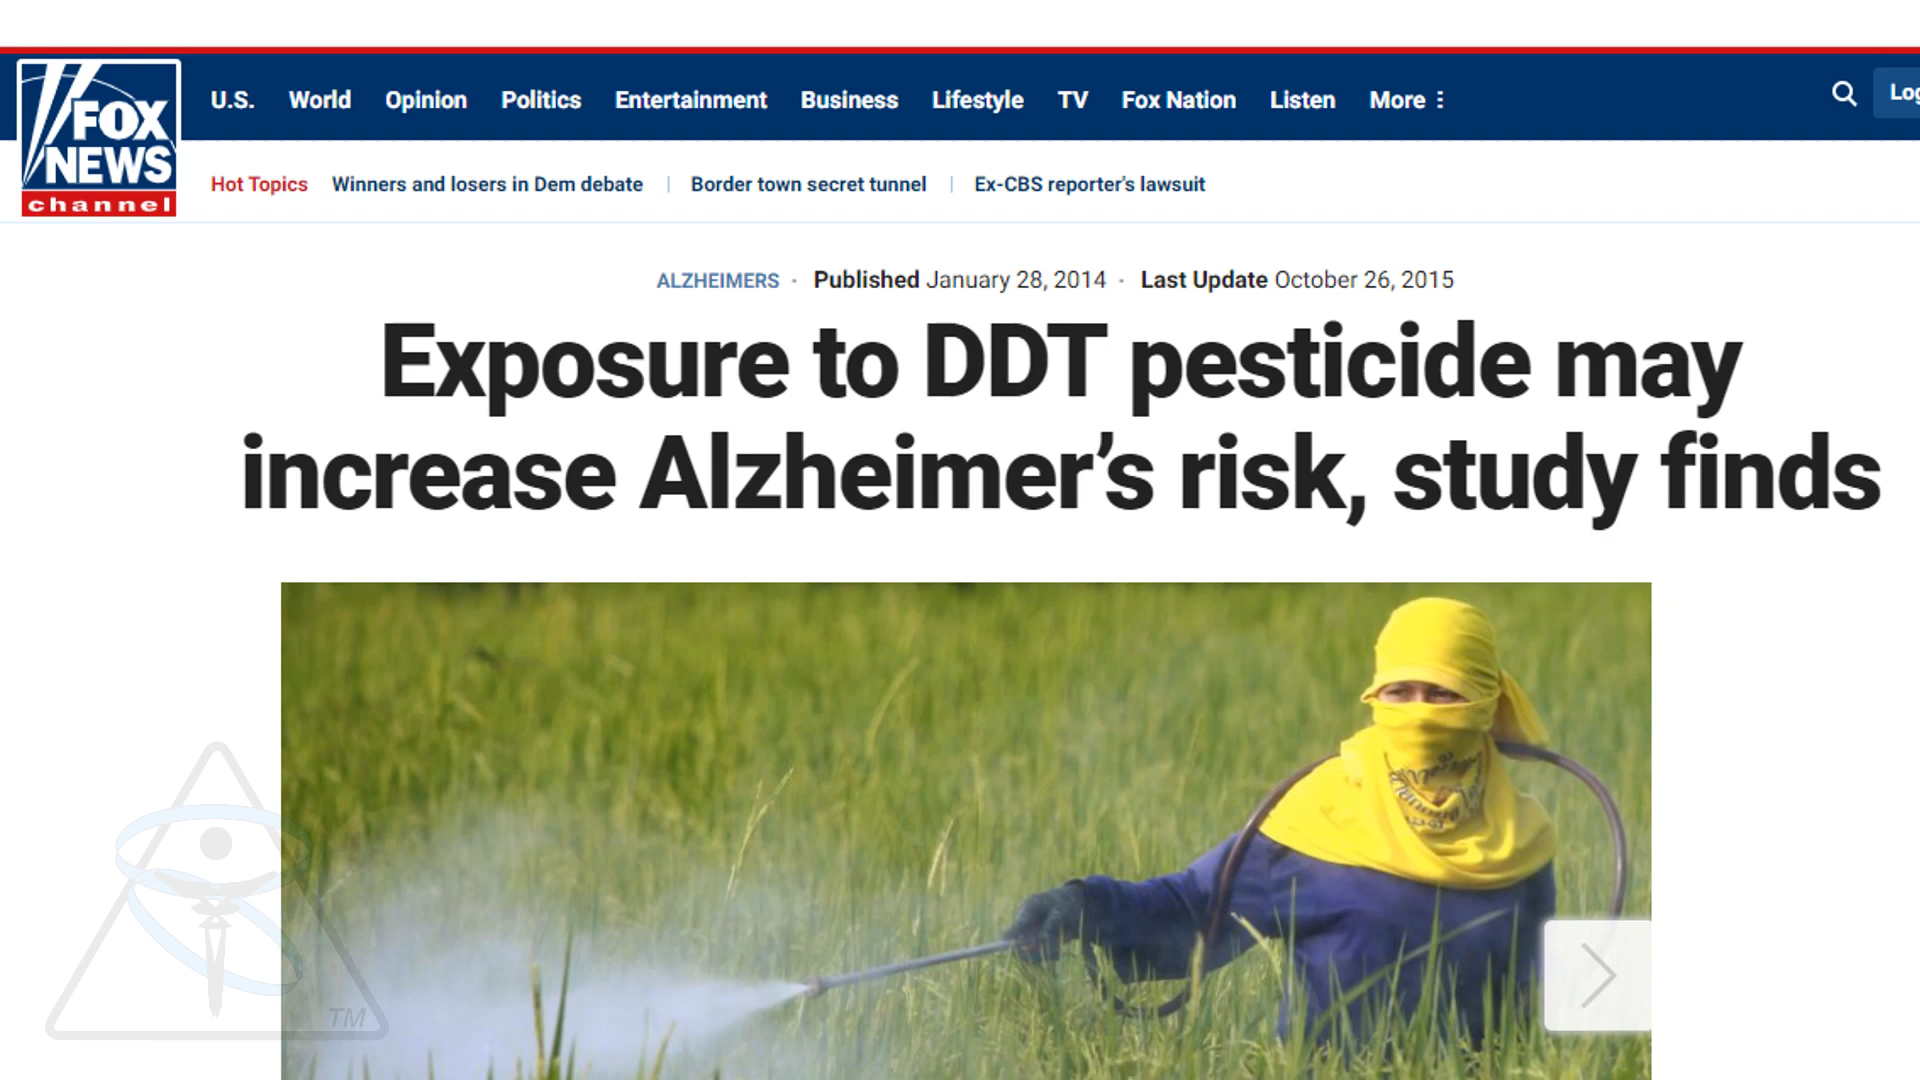 U.S. World Opinion Politics Entertainment Business Lifestyle TV Fox Nation Listen More
Log
FOX
NEWS
channel
Hot Topics Winners and losers in Dem debate | Border town secret tunnel | Ex-CBS reporter's lawsuit
ALZHEIMERS · Published January 28, 2014 · Last Update October 26, 2015
Exposure to DDT pesticide may
increase Alzheimer’s risk, study finds
TM